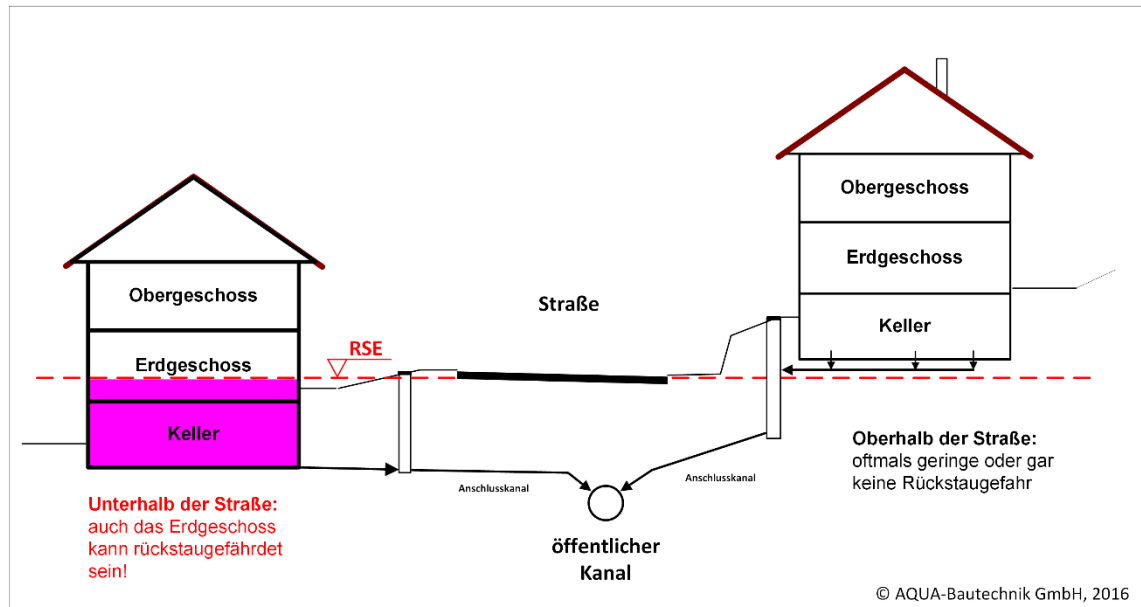 Obergeschoss
Erdgeschoss
Keller
Unterhalb der Straße:
auch das Erdgeschoss
kann rückstaugefährdet
sein!
RSE
Straße
Anschlusskanal
Anschlusskanal
öffentlicher
Kanal
Obergeschoss
Erdgeschoss
Keller
Oberhalb der Straße:
oftmals geringe oder gar
keine Rückstaugefahr
© AQUA-Bautechnik GmbH, 2016